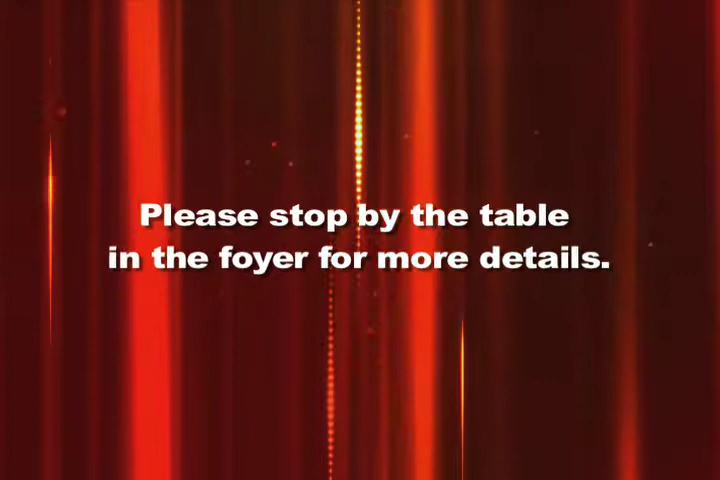 Please stop by the table
in the foyer for more details.